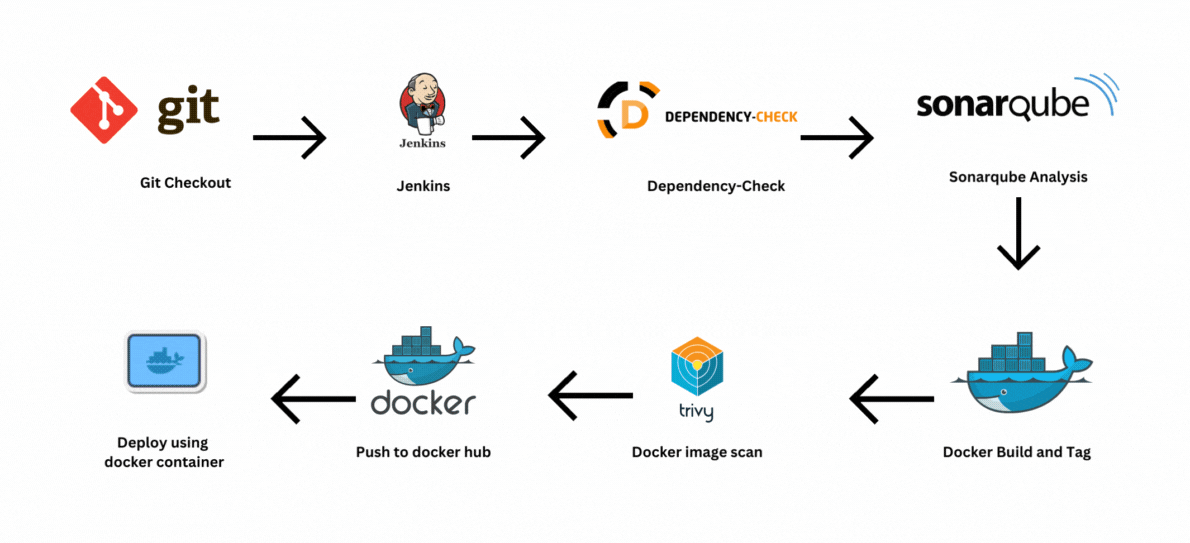 git
Jenkins
DEPENDENCY-CHECK
sonarqube
Git Checkout
Jenkins
Dependency-Check
Sonarqube Analysis
docker
trivy
Deploy using
docker container
Push to docker hub
Docker image scan
Docker Build and Tag